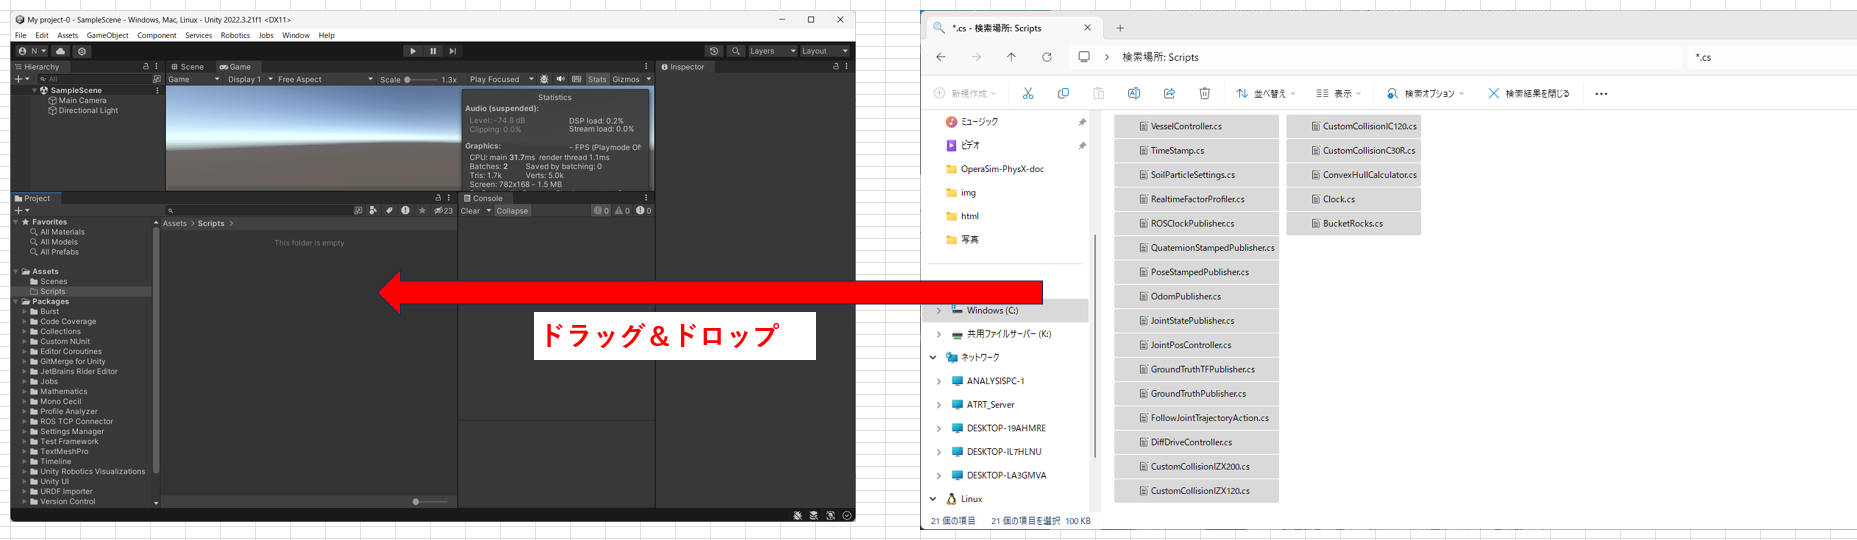 My project-0 - SampleScene - Windows, Mac, Linux - Unity 2022.3.21f1 <DX11>
File Edit Assets GameObject Component Services Robotics Jobs Window Help
N Layers Layout
Hierarchy
All
SampleScene
Main Camera
Directional Light
Scene Game
Game Display 1 Free Aspect Scale 1.3x Play Focused Stats Gizmos
Statistics
Audio (suspended):
Level: -74.8 dB DSP load: 0.2%
Clipping: 0.0% Stream load: 0.0%
Graphics: - FPS (Playmode Of
CPU: main 31.7ms render thread 1.1ms
Batches: 2 Saved by batching: 0
Tris: 1.7k Verts: 5.0k
Screen: 782x168 - 1.5 MB
Inspector
Project
23
Favorites
All Materials
All Models
All Prefabs
Assets
Scenes
Scripts
Packages
Burst
Code Coverage
Collections
Custom NUnit
Editor Coroutines
GitMerge for Unity
JetBrains Rider Editor
Jobs
Mathematics
Mono Cecil
Profile Analyzer
ROS TCP Connector
Settings Manager
Test Framework
TextMeshPro
Timeline
Unity Robotics Visualizations
Unity UI
URDF Importer
Version Control
Assets > Scripts >
This folder is empty
Console
Clear Collapse 0 0 0
ドラッグ＆ドロップ
*.cs - 検索場所: Scripts
検索場所: Scripts
*.cs
新規作成 並べ替え 表示 検索オプション 検索結果を閉じる
ミュージック
ビデオ
OperaSim-PhysX-doc
img
html
写真
Windows (C:)
共用ファイルサーバー (K:)
ネットワーク
ANALYSISPC-1
ATRT_Server
DESKTOP-19AHMRE
DESKTOP-IL7HLNU
DESKTOP-LA3GMVA
Linux
VesselController.cs
TimeStamp.cs
SoilParticleSettings.cs
RealtimeFactorProfiler.cs
ROSClockPublisher.cs
QuaternionStampedPublisher.cs
PoseStampedPublisher.cs
OdomPublisher.cs
JointStatePublisher.cs
JointPosController.cs
GroundTruthTFPublisher.cs
GroundTruthPublisher.cs
FollowJointTrajectoryAction.cs
DiffDriveController.cs
CustomCollisionIZX200.cs
CustomCollisionIZX120.cs
CustomCollisionIC120.cs
CustomCollisionC30R.cs
ConvexHullCalculator.cs
Clock.cs
BucketRocks.cs
21 個の項目 21 個の項目を選択 100 KB